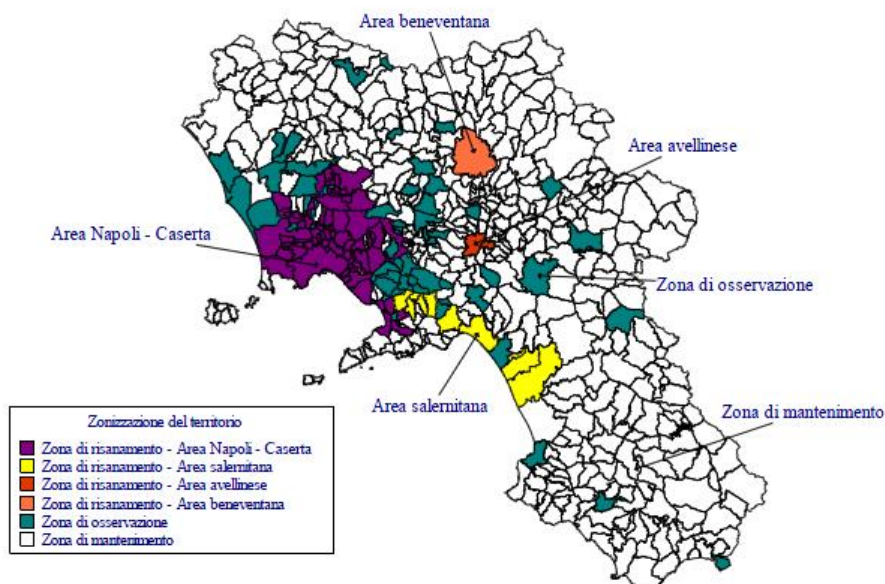 Area beneventana
Area avellinese
Area Napoli - Caserta
Zona di osservazione
Area salernitana
Zona di mantenimento
Zonizzazione del territorio
Zona di risanamento - Area Napoli - Caserta
Zona di risanamento - Area salernitana
Zona di risanamento - Area avellinese
Zona di risanamento - Area beneventana
Zona di osservazione
Zona di mantenimento